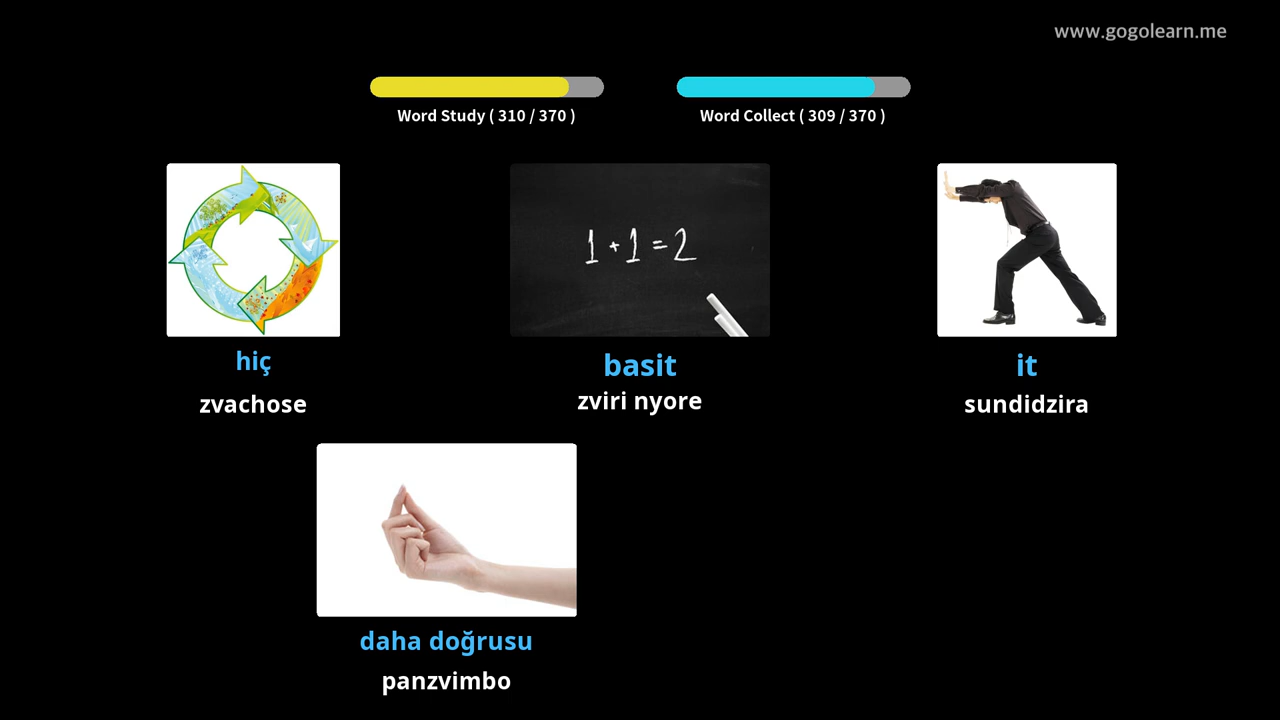 www.gogolearn.me
Word Study ( 310 / 370 )
Word Collect ( 309 / 370 )
1 + 1 = 2
hiç
basit
it
zvachose
zviri nyore
sundidzira
daha doğrusu
panzvimbo